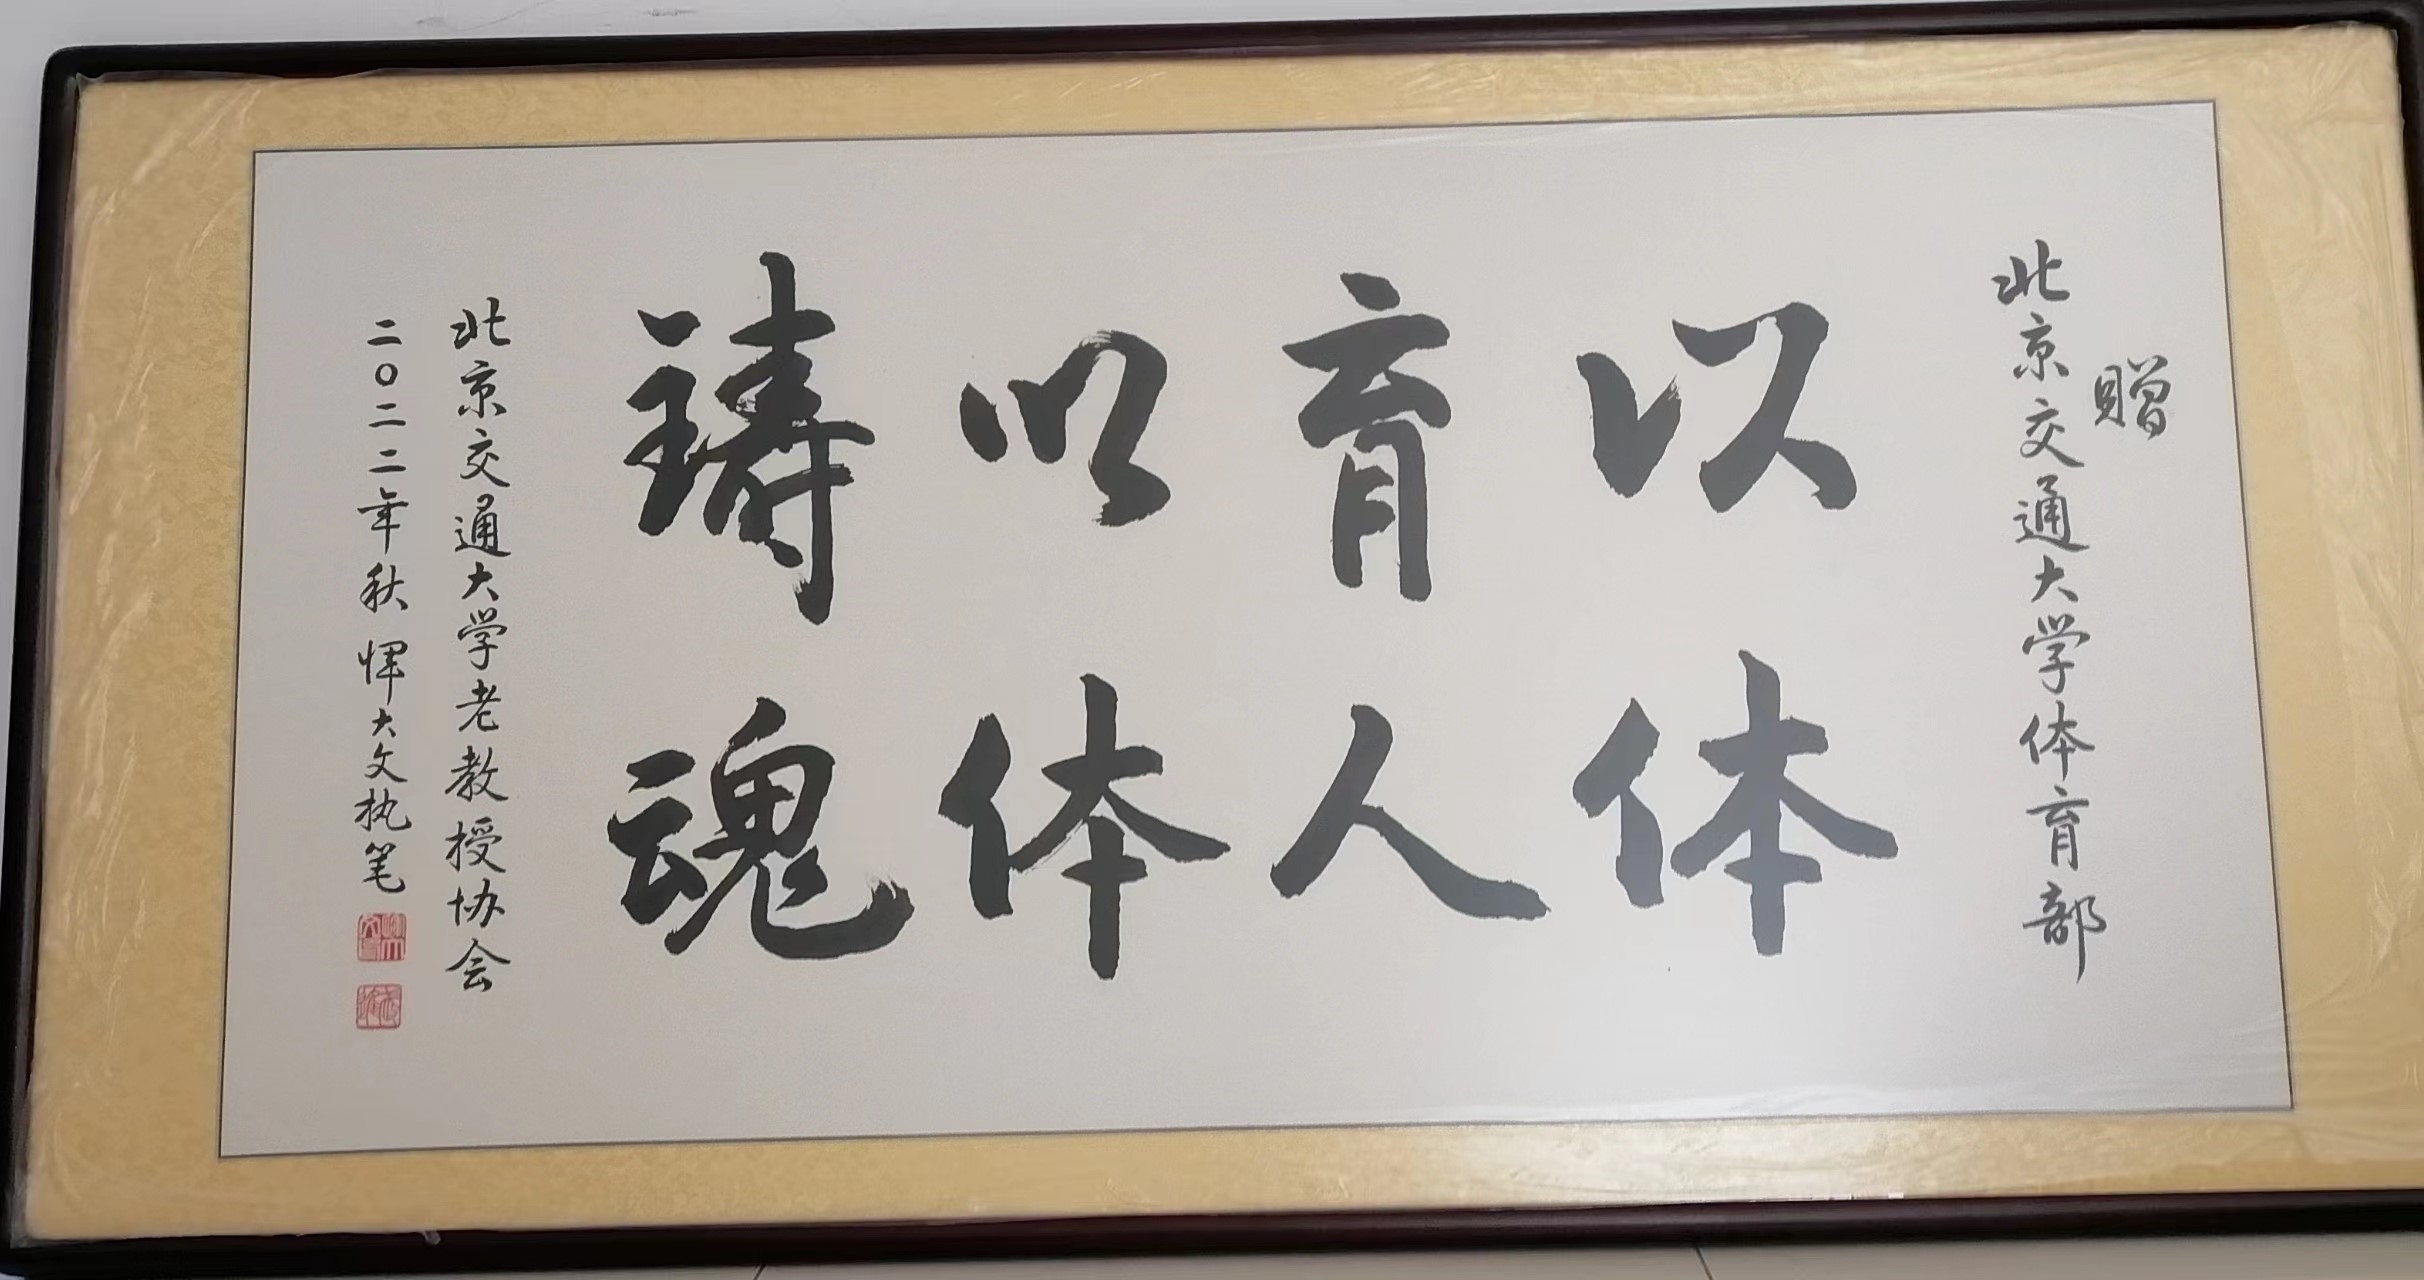 赠
北京交通大学体育部
以体
育人
以体
铸魂
北京交通大学老教授协会
二〇二二年秋 恽大文执笔